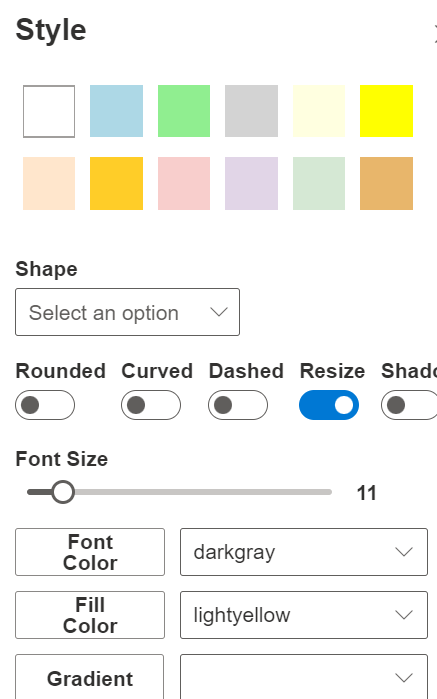 Style
Shape
Select an option
Rounded Curved Dashed Resize Shado
Font Size
11
Font
Color
darkgray
Fill
Color
lightyellow
Gradient